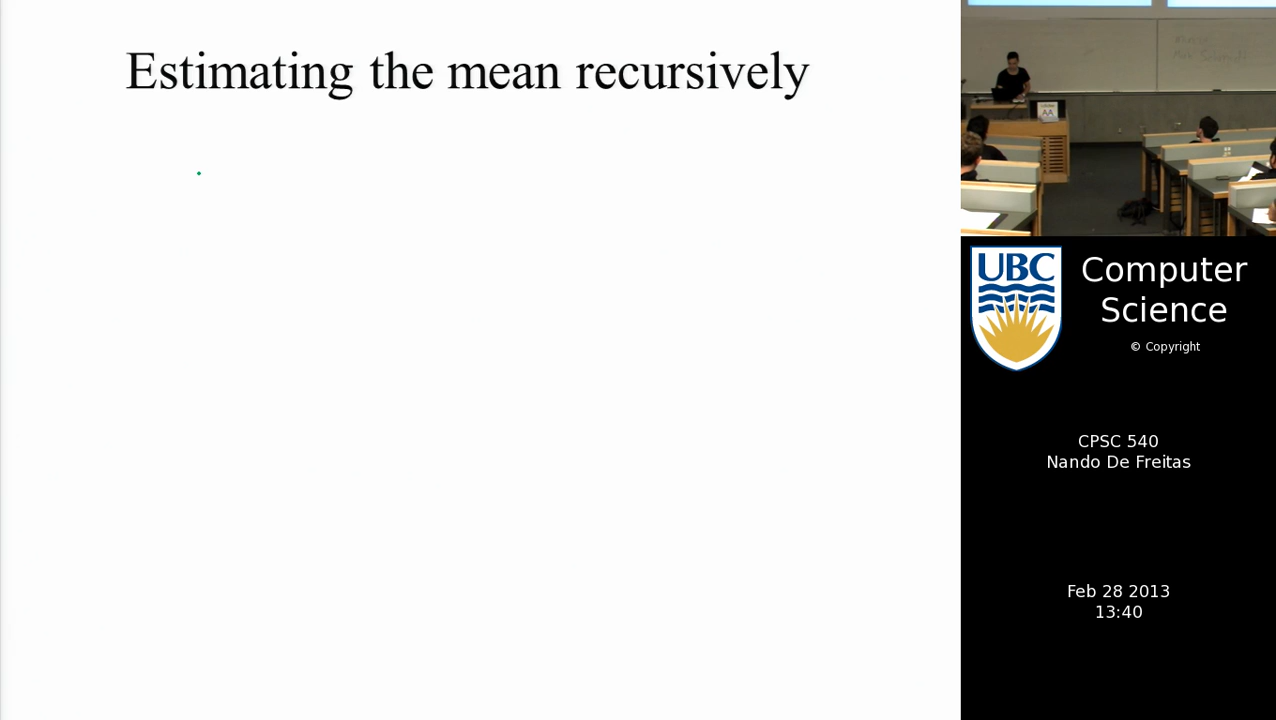 Estimating the mean recursively
UBC
Computer
Science
© Copyright
CPSC 540
Nando De Freitas
Feb 28 2013
13:40